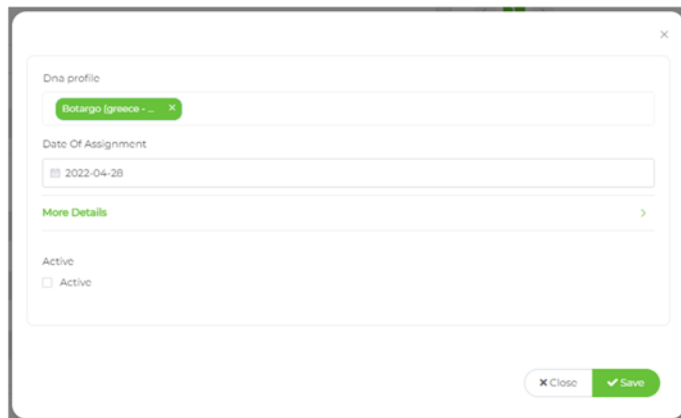 Dna profile
Botargo (greece - ...
Date Of Assignment
2022-04-28
More Details
Active
Active
Close
Save